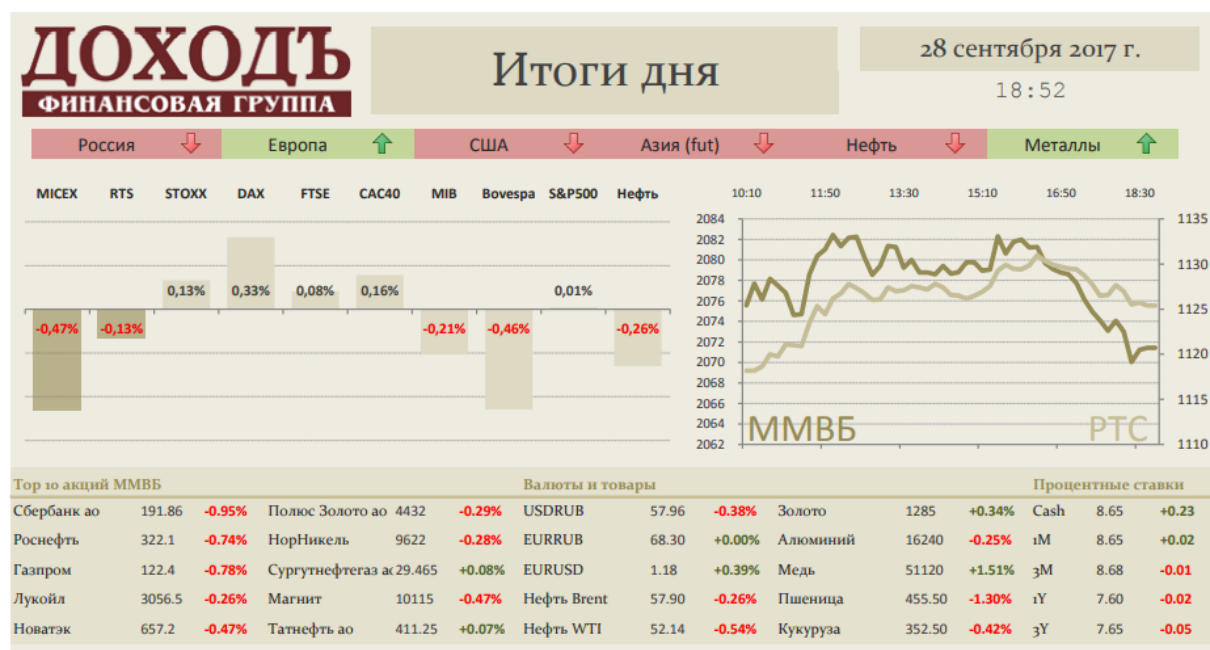 ДОХОДЪ
ФИНАНСОВАЯ ГРУППА
Итоги дня
28 сентября 2017 г.
18:52
Россия Европа США Азия (fut) Нефть Металлы
MICEX RTS STOXX DAX FTSE CAC40 MIB Bovespa S&P500 Нефть
0,13% 0,33% 0,08% 0,16% 0,01%
-0,47% -0,13% -0,21% -0,46% -0,26%
10:10 11:50 13:30 15:10 16:50 18:30
2084 1135
2082
2080 1130
2078
2076 1125
2074
2072 1120
2070
2068
2066 1115
2064
2062 1110
ММВБ РТС
Top 10 акций ММВБ Валюты и товары Процентные ставки
Сбербанк ао 191.86 -0.95% Полюс Золото ао 4432 -0.29% USDRUB 57.96 -0.38% Золото 1285 +0.34% Cash 8.65 +0.23
Роснефть 322.1 -0.74% НорНикель 9622 -0.28% EURRUB 68.30 +0.00% Алюминий 16240 -0.25% 1M 8.65 +0.02
Газпром 122.4 -0.78% Сургутнефтегаз ас 29.465 +0.08% EURUSD 1.18 +0.39% Медь 51120 +1.51% 3M 8.68 -0.01
Лукойл 3056.5 -0.26% Магнит 10115 -0.47% Нефть Brent 57.90 -0.26% Пшеница 455.50 -1.30% 1Y 7.60 -0.02
Новатэк 657.2 -0.47% Татнефть ао 411.25 +0.07% Нефть WTI 52.14 -0.54% Кукуруза 352.50 -0.42% 3Y 7.65 -0.05